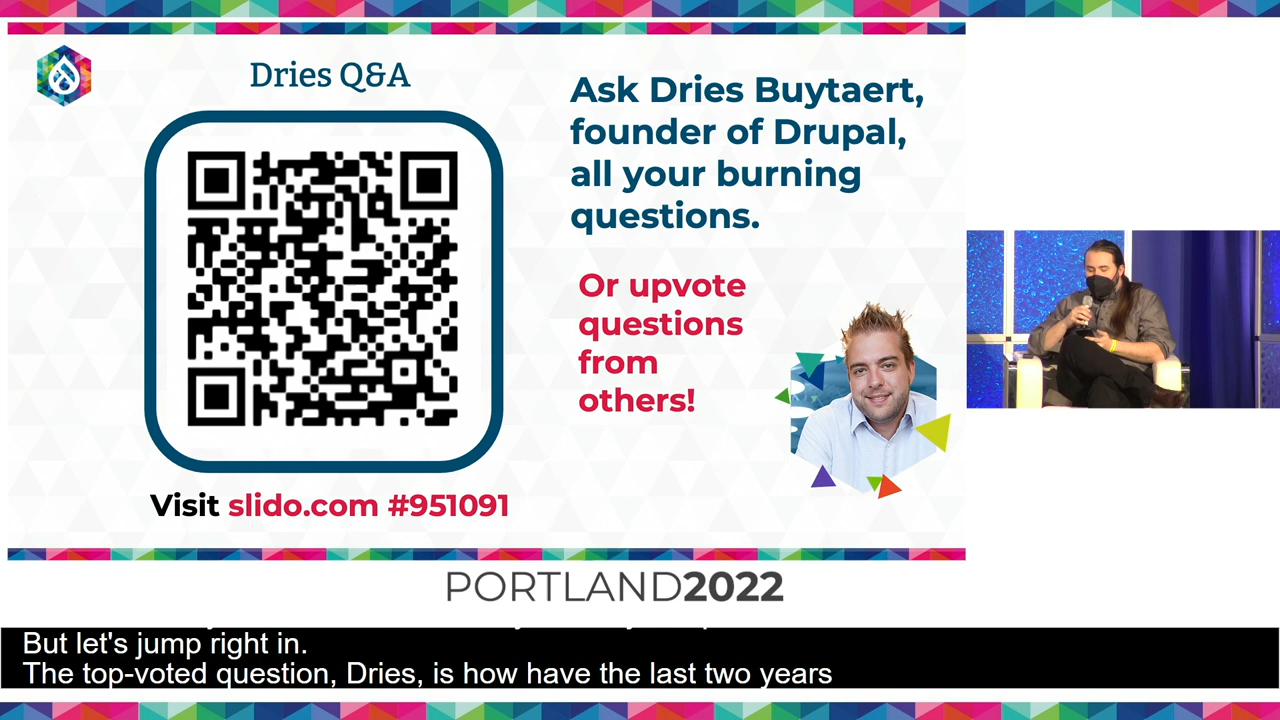 Dries Q&A
Ask Dries Buytaert,
founder of Drupal,
all your burning
questions.
Or upvote
questions
from
others!
Visit slido.com #951091
PORTLAND2022
But let's jump right in.
The top-voted question, Dries, is how have the last two years